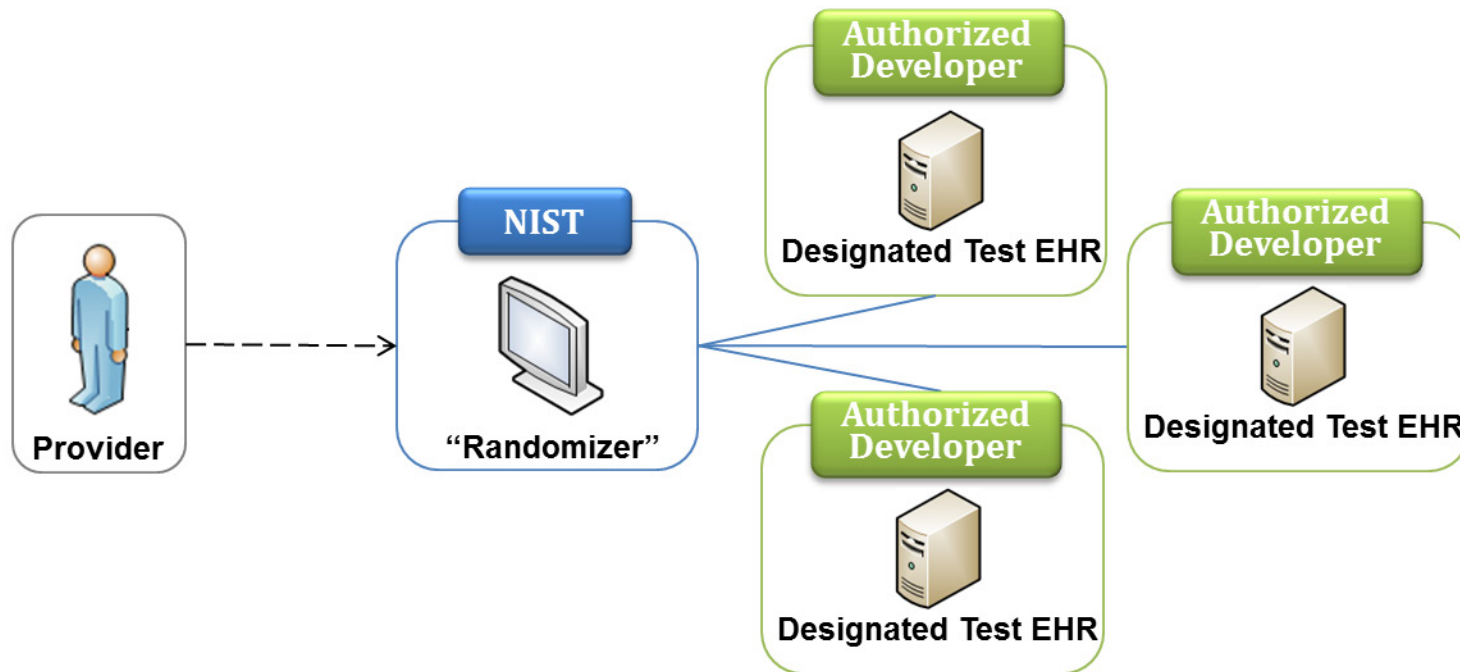 Provider
NIST
“Randomizer”
Authorized
Developer
Designated Test EHR
Authorized
Developer
Designated Test EHR
Authorized
Developer
Designated Test EHR